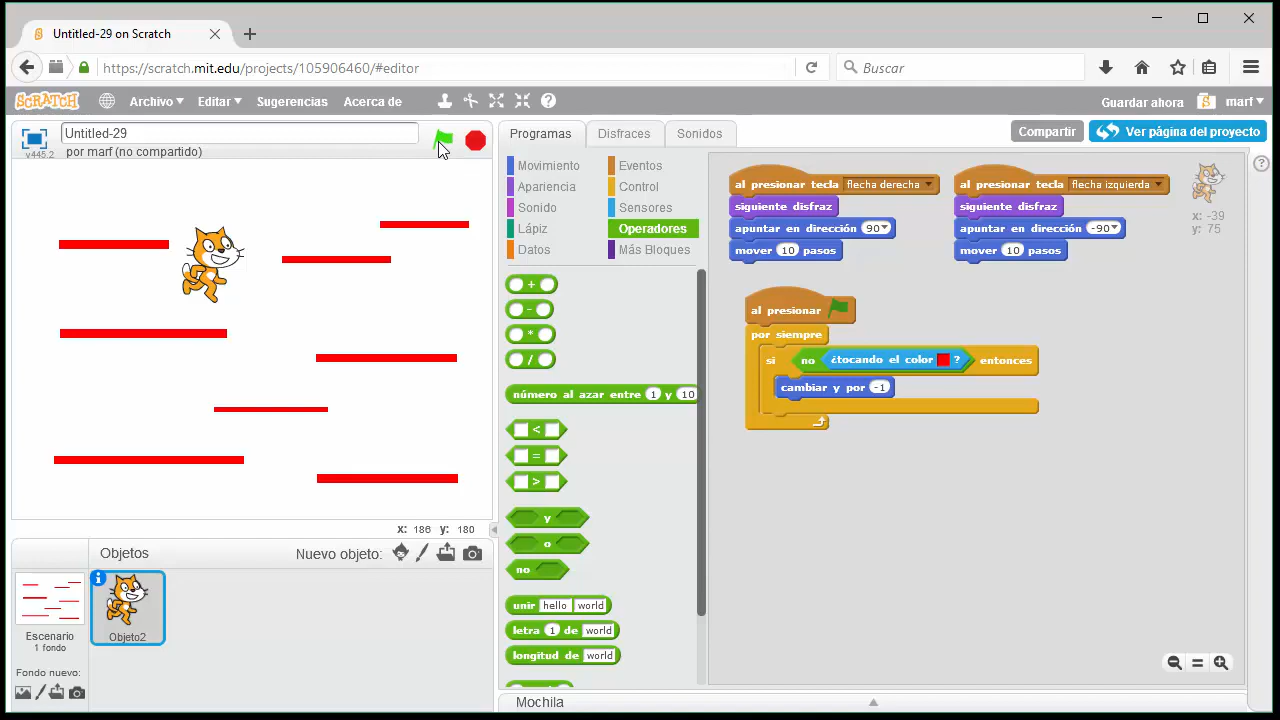 Untitled-29 on Scratch
https://scratch.mit.edu/projects/105906460/#editor
Buscar
SCRATCH
Archivo
Editar
Sugerencias
Acerca de
Guardar ahora
marf
Untitled-29
por marf (no compartido)
v445.2
Programas
Disfraces
Sonidos
Compartir
Ver página del proyecto
Movimiento
Eventos
Apariencia
Control
Sonido
Sensores
Lápiz
Operadores
Datos
Más Bloques
+
-
*
/
número al azar entre 1 y 10
<
=
>
y
o
no
unir hello world
letra 1 de world
longitud de world
al presionar tecla flecha derecha
siguiente disfraz
apuntar en dirección 90
mover 10 pasos
al presionar tecla flecha izquierda
siguiente disfraz
apuntar en dirección -90
mover 10 pasos
al presionar
por siempre
si no ¿tocando el color ? entonces
cambiar y por -1
x: -39
y: 75
x: 186 y: 180
Objetos
Nuevo objeto:
Escenario
1 fondo
Fondo nuevo:
Objeto2
Mochila